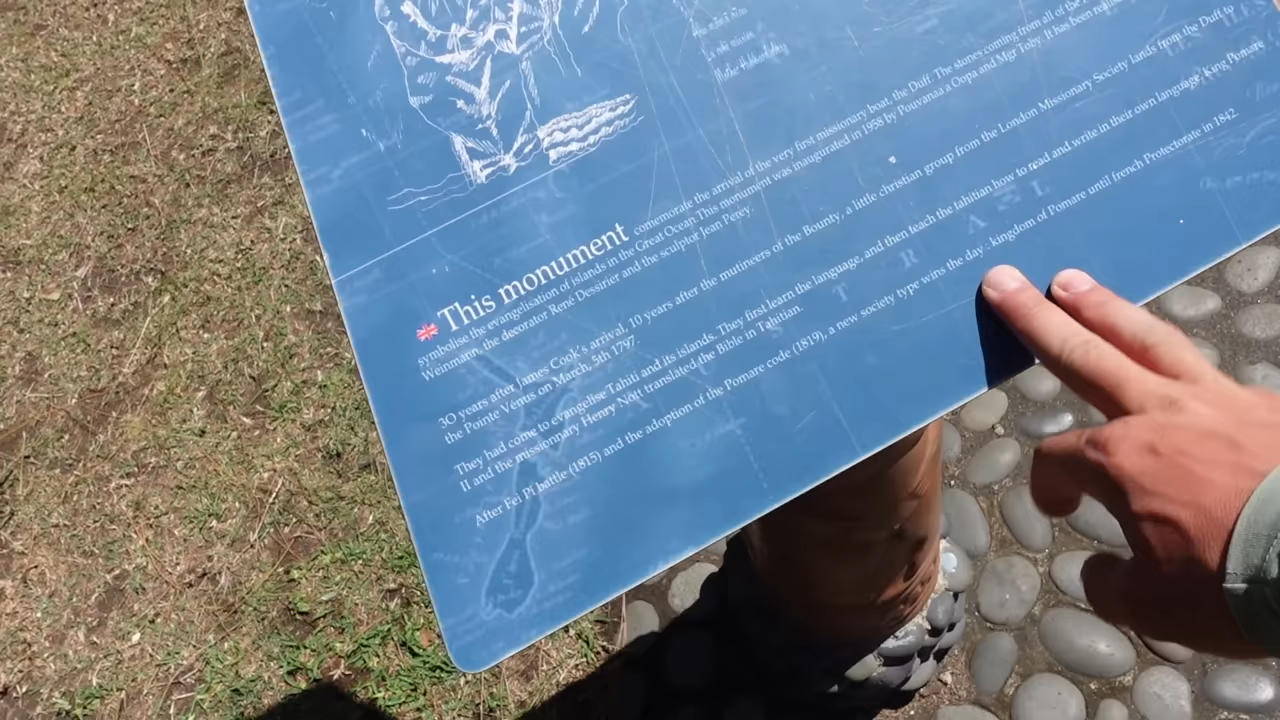 This monument comemorate the arrival of the very first missionary boat, the Duff. The stones coming from all of the
symbolise the evangelisation of islands in the Great Ocean.This monument was inaugurated in 1958 by Pouvanaa a Oopa and Mgr Toby. It has been
Weinmann, the decorator René Dessirier and the sculptor Jean Perey.
30 years after James Cook's arrival, 10 years after the mutineers of the Bounty, a little christian group from the London Missionary Society lands from the Duff to
the Pointe Venus on March, 5th 1797.
They had come to evangelise Tahiti and its islands. They first learn the language, and then teach the tahitian how to read and write in their own language. King Pomare
II and the missionary Henry Nott translated the Bible in Tahitian.
After Fei Pi battle (1815) and the adoption of the Pomare code (1819), a new society type wins the day : kingdom of Pomare until french Protectorate in 1842